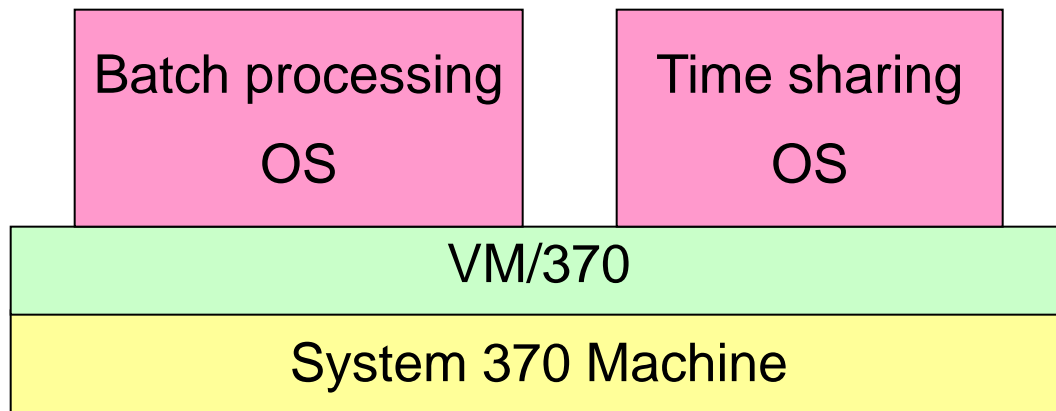 Batch processing
OS
Time sharing
OS
VM/370
System 370 Machine